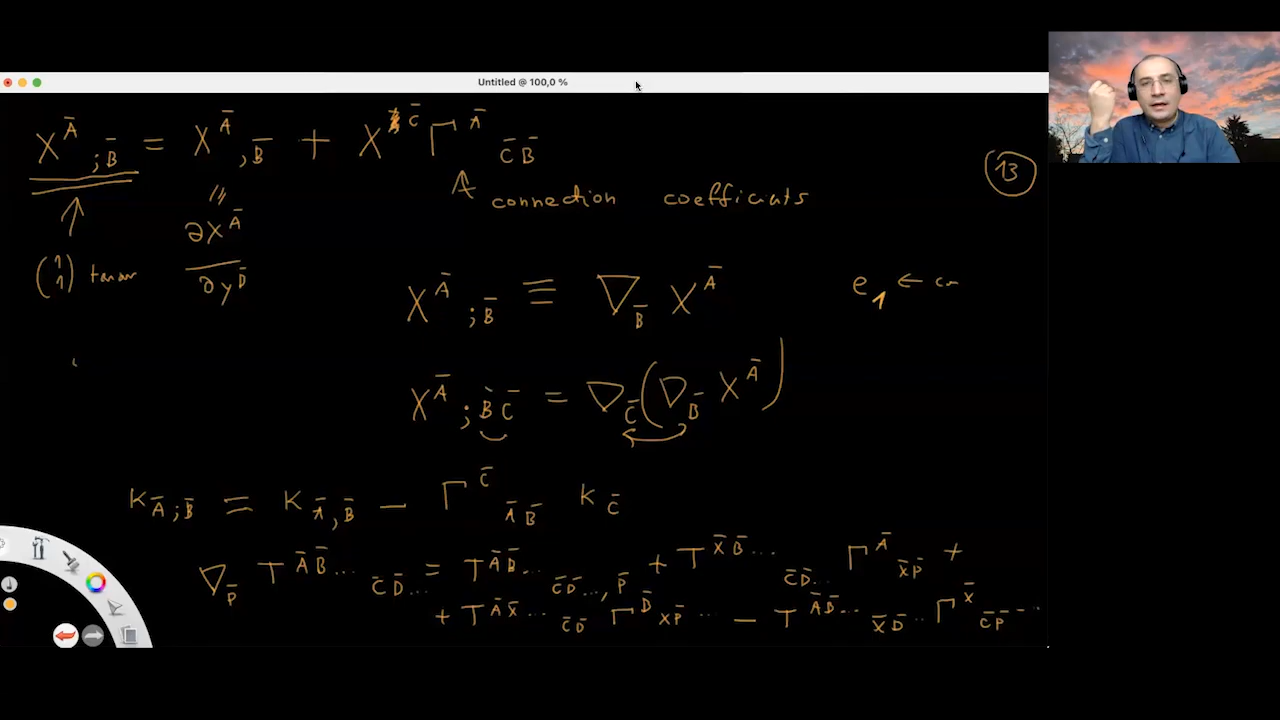 Untitled @ 100,0 %
X^Ā_;B̄ = X^Ā_,B̄ + X^C̄ Γ^Ā_C̄B̄
(13)
connection coefficients
∂X^Ā / ∂y^D̄
(1 1) tensor
X^Ā_;B̄ ≡ ∇_B̄ X^Ā
e_1 ←
X^Ā_;B̄C̄ = ∇_C̄(∇_B̄ X^Ā)
K_Ā;B̄ = K_Ā,B̄ − Γ^C̄_ĀB̄ K_C̄
∇_P̄ T^ĀB̄..._C̄D̄... = T^ĀB̄..._C̄D̄...,P̄ + T^X̄B̄..._C̄D̄... Γ^Ā_X̄P̄ +
+ T^ĀX̄..._C̄D̄ Γ^B̄_XP̄ ... − T^ĀB̄..._X̄D̄.. Γ^X̄_C̄P̄ ...